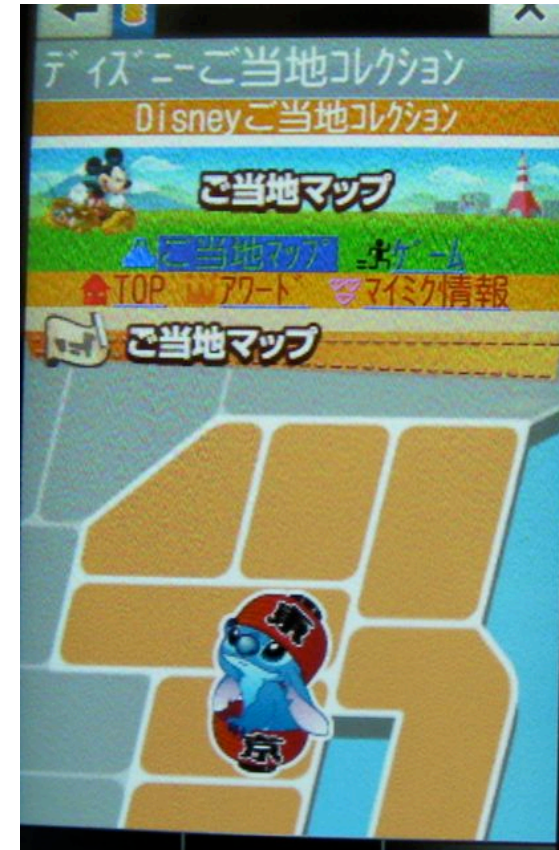 ディズニーご当地コレクション
Disneyご当地コレクション
ご当地マップ
ご当地マップ ゲーム
TOP アワード マイミク情報
ご当地マップ
東
京